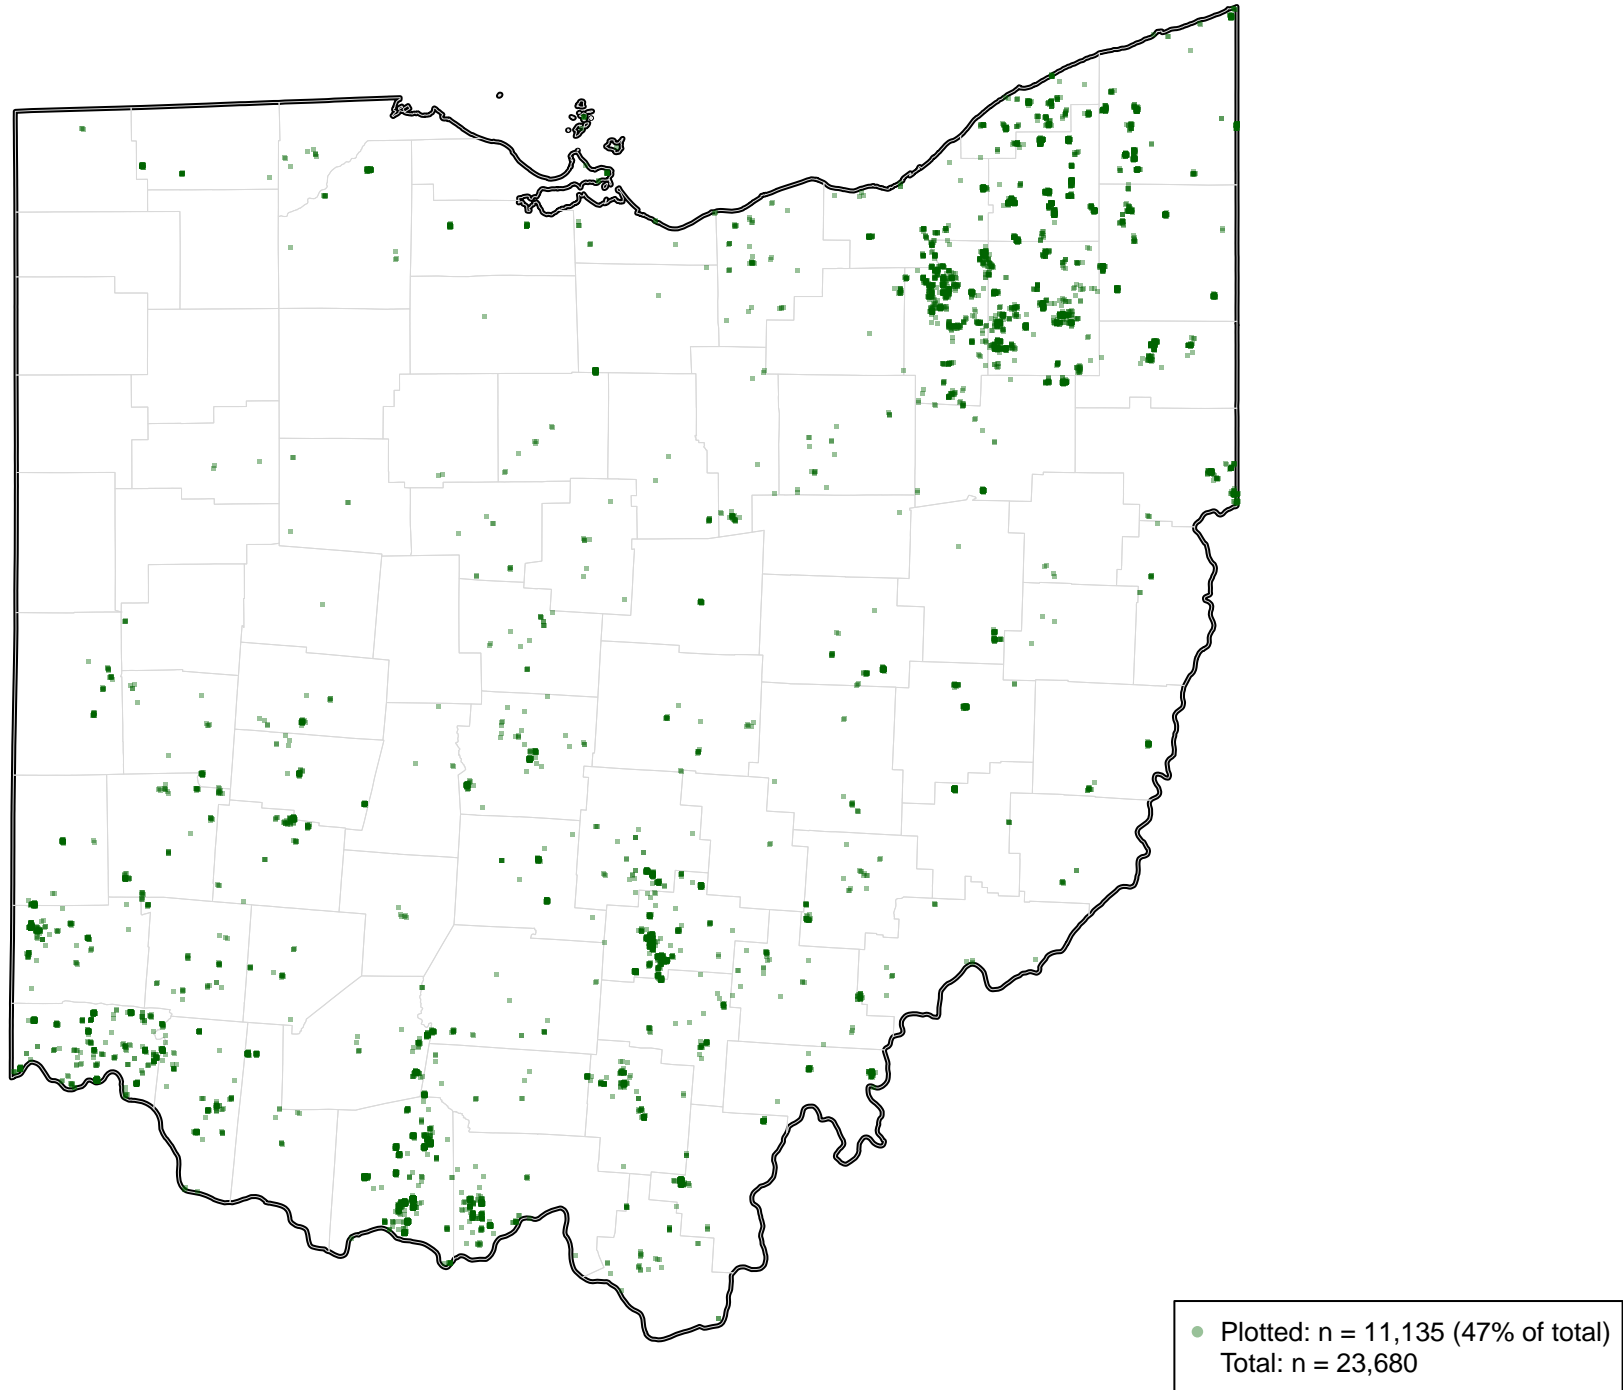 Plotted: n = 11,135 (47% of total)
Total: n = 23,680